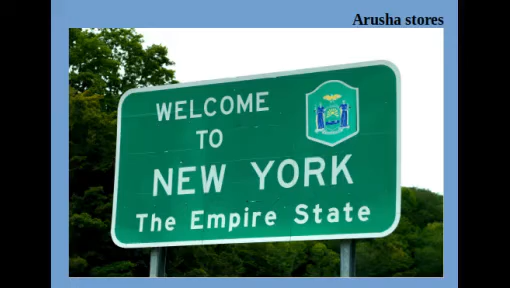 Arusha stores
WELCOME
TO
NEW YORK
The Empire State